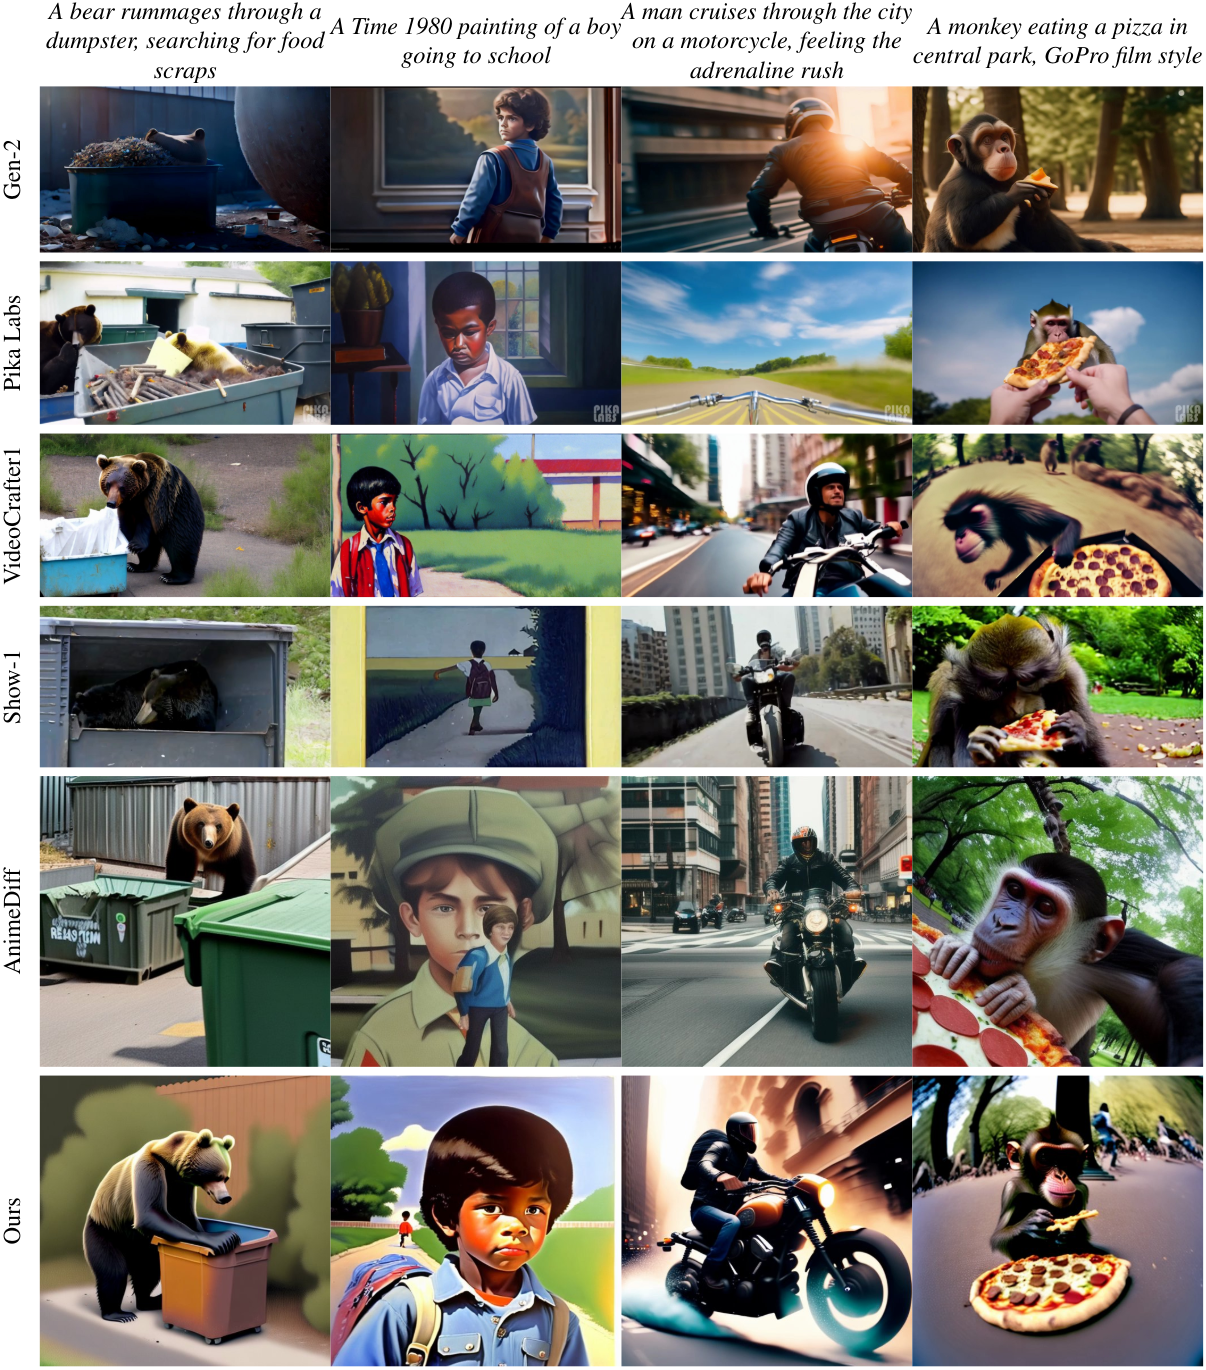 A bear rummages through a
dumpster, searching for food
scraps
A Time 1980 painting of a boy
going to school
A man cruises through the city
on a motorcycle, feeling the
adrenaline rush
A monkey eating a pizza in
central park, GoPro film style
Gen-2
Pika Labs
PIKA
LABS
PIKA
LABS
PIKA
LABS
VideoCrafter1
Show-1
AnimeDiff
Ours